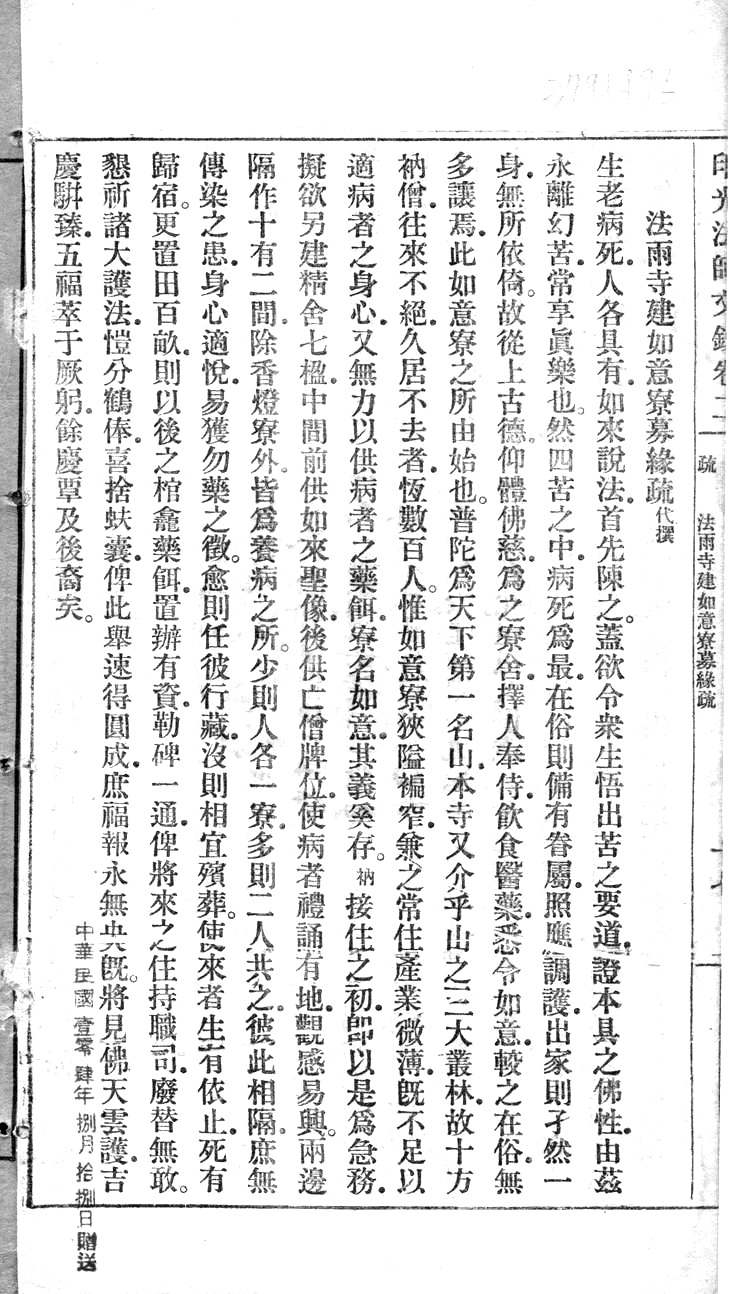 印光法師文鈔卷二 疏 法雨寺建如意寮募緣疏
法雨寺建如意寮募緣疏代撰
生老病死。人各具有。如來說法。首先陳之。蓋欲令衆生悟出苦之要道。證本具之佛性。由茲
永離幻苦。常享眞樂也。然四苦之中。病死爲最。在俗則備有眷屬。照應調護。出家則孑然一
身。無所依倚。故從上古德。仰體佛慈。爲之寮舍。擇人奉侍。飲食醫藥。悉令如意。較之在俗。無
多讓焉。此如意寮之所由始也。普陀爲天下第一名山。本寺又介乎山之三大叢林。故十方
衲僧。往來不絕。久居不去者。恆數百人。惟如意寮狹隘褊窄。兼之常住產業微薄。旣不足以
適病者之身心。又無力以供病者之藥餌。寮名如意。其義奚存。衲接住之初。卽以是爲急務。
擬欲另建精舍七楹。中間前供如來聖像。後供亡僧牌位。使病者禮誦有地。觀感易興。兩邊
隔作十有二間。除香燈寮外。皆爲養病之所。少則人各一寮。多則二人共之。彼此相隔。庶無
傳染之患。身心適悅。易獲勿藥之徵。愈則任彼行藏。沒則相宜殯葬。使來者生有依止。死有
歸宿。更置田百畝。則以後之棺龕藥餌。置辦有資。勒碑一通。俾將來之住持職司。廢替無敢。
懇祈諸大護法。愷分鶴俸。喜捨蚨囊。俾此舉速得圓成。庶福報永無央旣。將見佛天雲護。吉
慶駢臻。五福萃于厥躬。餘慶覃及後裔矣。
中華民國壹零肆年捌月拾捌日贈送